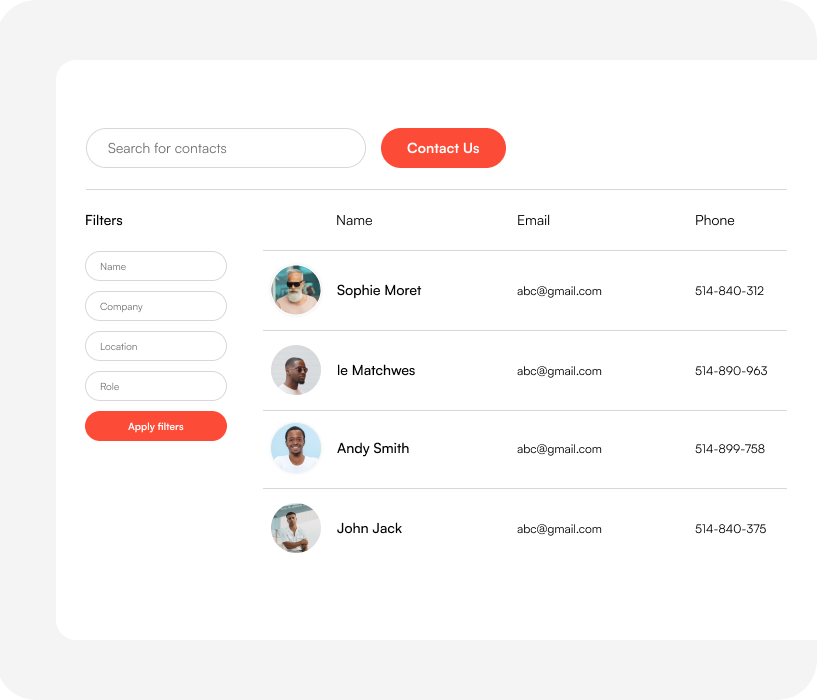 Search for contacts
Contact Us
Filters
Name
Company
Location
Role
Apply filters
Name Email Phone
Sophie Moret abc@gmail.com 514-840-312
le Matchwes abc@gmail.com 514-890-963
Andy Smith abc@gmail.com 514-899-758
John Jack abc@gmail.com 514-840-375